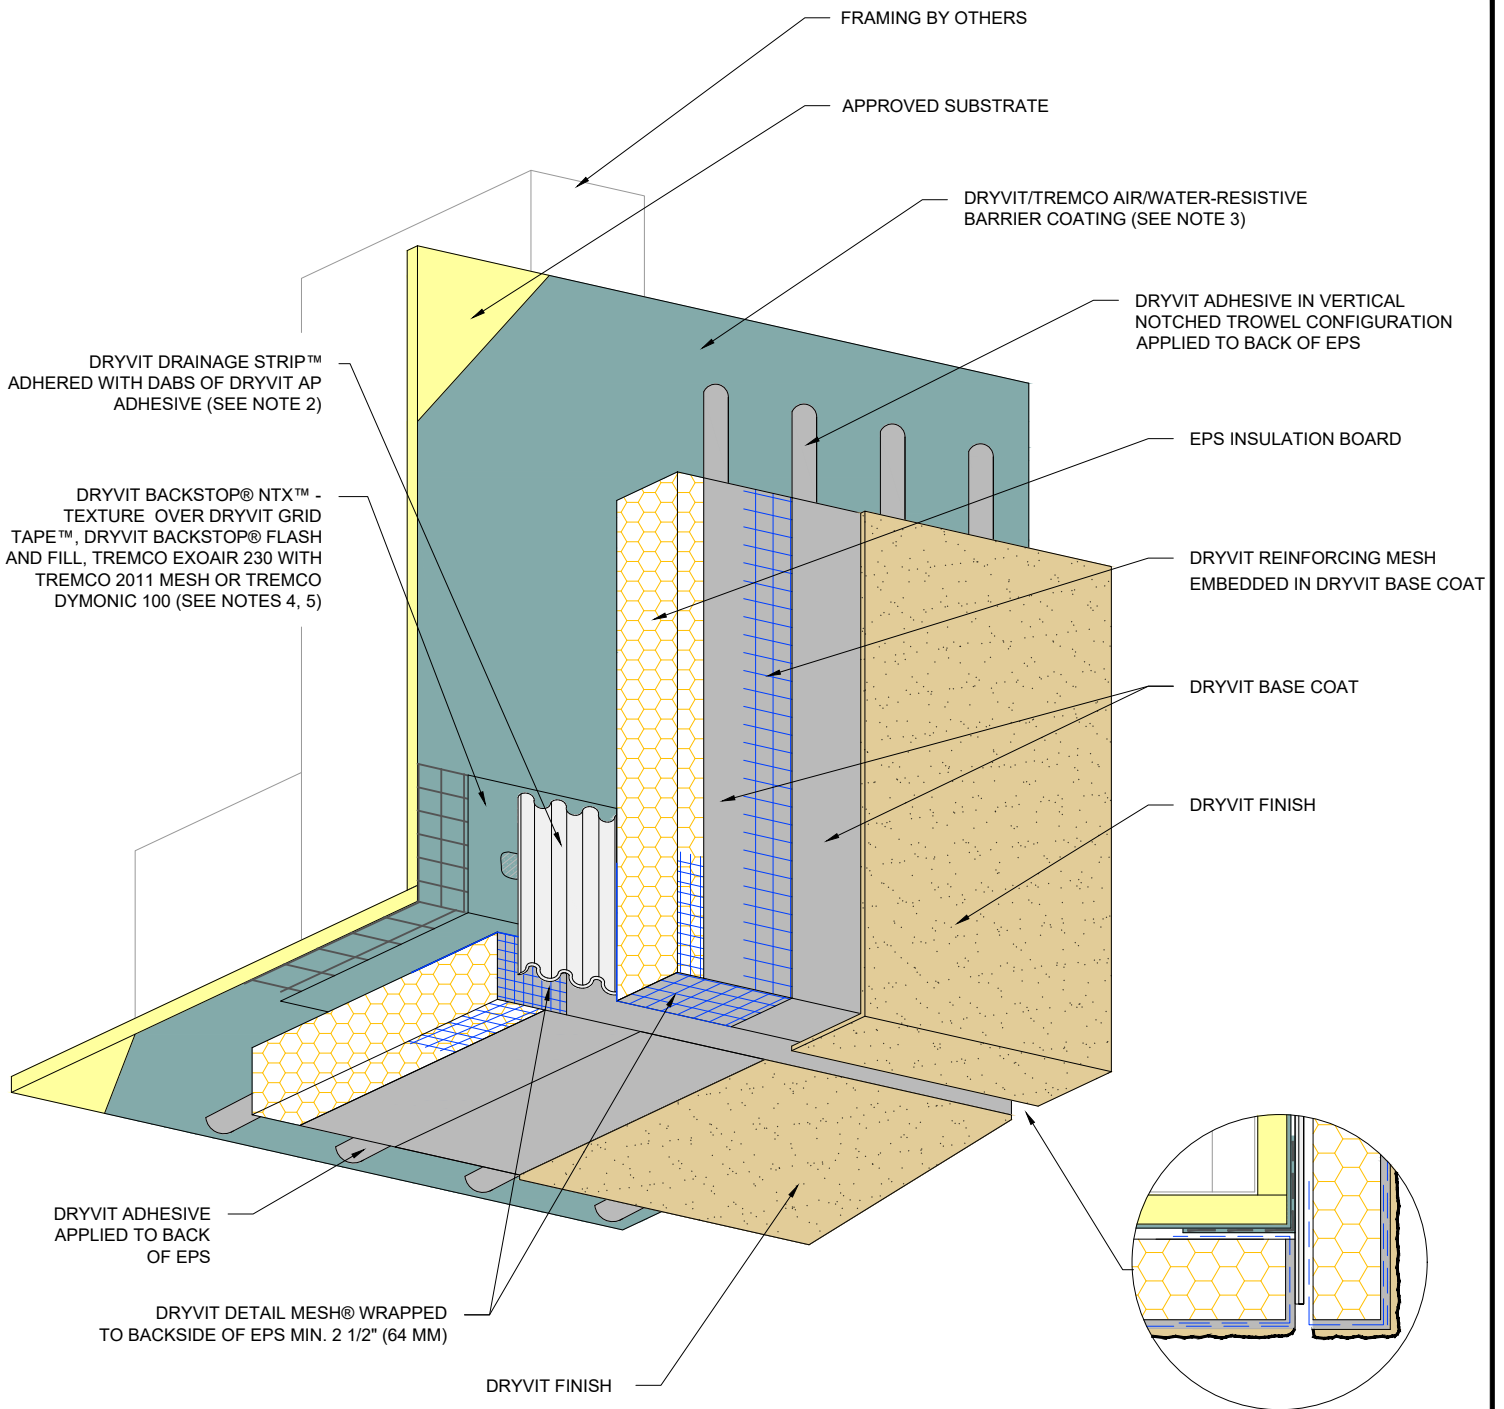 FRAMING BY OTHERS
APPROVED SUBSTRATE
DRYVIT/TREMCO AIR/WATER-RESISTIVE
BARRIER COATING (SEE NOTE 3)
DRYVIT ADHESIVE IN VERTICAL
NOTCHED TROWEL CONFIGURATION
APPLIED TO BACK OF EPS
DRYVIT DRAINAGE STRIP™
ADHERED WITH DABS OF DRYVIT AP
ADHESIVE (SEE NOTE 2)
EPS INSULATION BOARD
DRYVIT BACKSTOP® NTX™ -
TEXTURE OVER DRYVIT GRID
TAPE™, DRYVIT BACKSTOP® FLASH
AND FILL, TREMCO EXOAIR 230 WITH
TREMCO 2011 MESH OR TREMCO
DYMONIC 100 (SEE NOTES 4, 5)
DRYVIT REINFORCING MESH
EMBEDDED IN DRYVIT BASE COAT
DRYVIT BASE COAT
DRYVIT FINISH
DRYVIT ADHESIVE
APPLIED TO BACK
OF EPS
DRYVIT DETAIL MESH® WRAPPED
TO BACKSIDE OF EPS MIN. 2 1/2" (64 MM)
DRYVIT FINISH